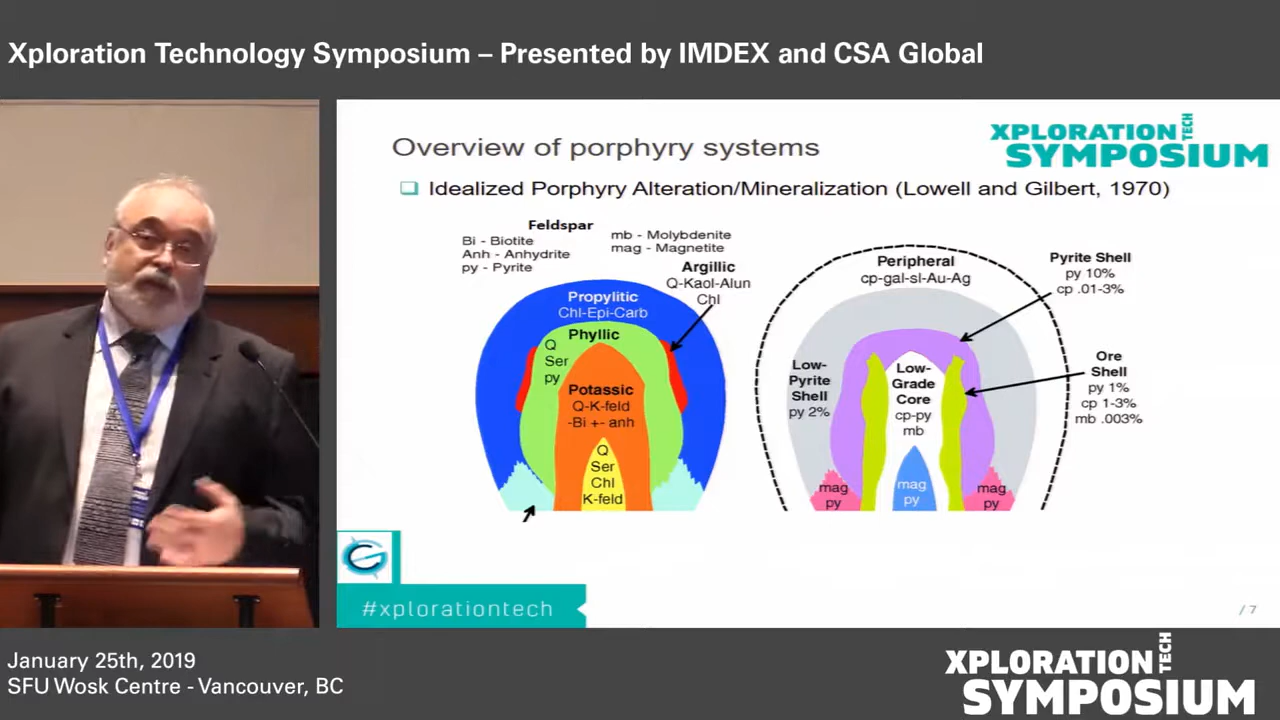 Xploration Technology Symposium – Presented by IMDEX and CSA Global
XPLORATION TECH
SYMPOSIUM
Overview of porphyry systems
Idealized Porphyry Alteration/Mineralization (Lowell and Gilbert, 1970)
Feldspar
Bi - Biotite
Anh - Anhydrite
py - Pyrite
mb - Molybdenite
mag - Magnetite
Argillic
Q-Kaol-Alun
Chl
Propylitic
Chl-Epi-Carb
Phyllic
Q
Ser
py
Potassic
Q-K-feld
-Bi +- anh
Q
Ser
Chl
K-feld
Peripheral
cp-gal-sl-Au-Ag
Pyrite Shell
py 10%
cp .01-3%
Low-
Pyrite
Shell
py 2%
Low-
Grade
Core
cp-py
mb
Ore
Shell
py 1%
cp 1-3%
mb .003%
mag
py
mag
py
mag
py
#xplorationtech
/ 7
January 25th, 2019
SFU Wosk Centre - Vancouver, BC
XPLORATION TECH
SYMPOSIUM